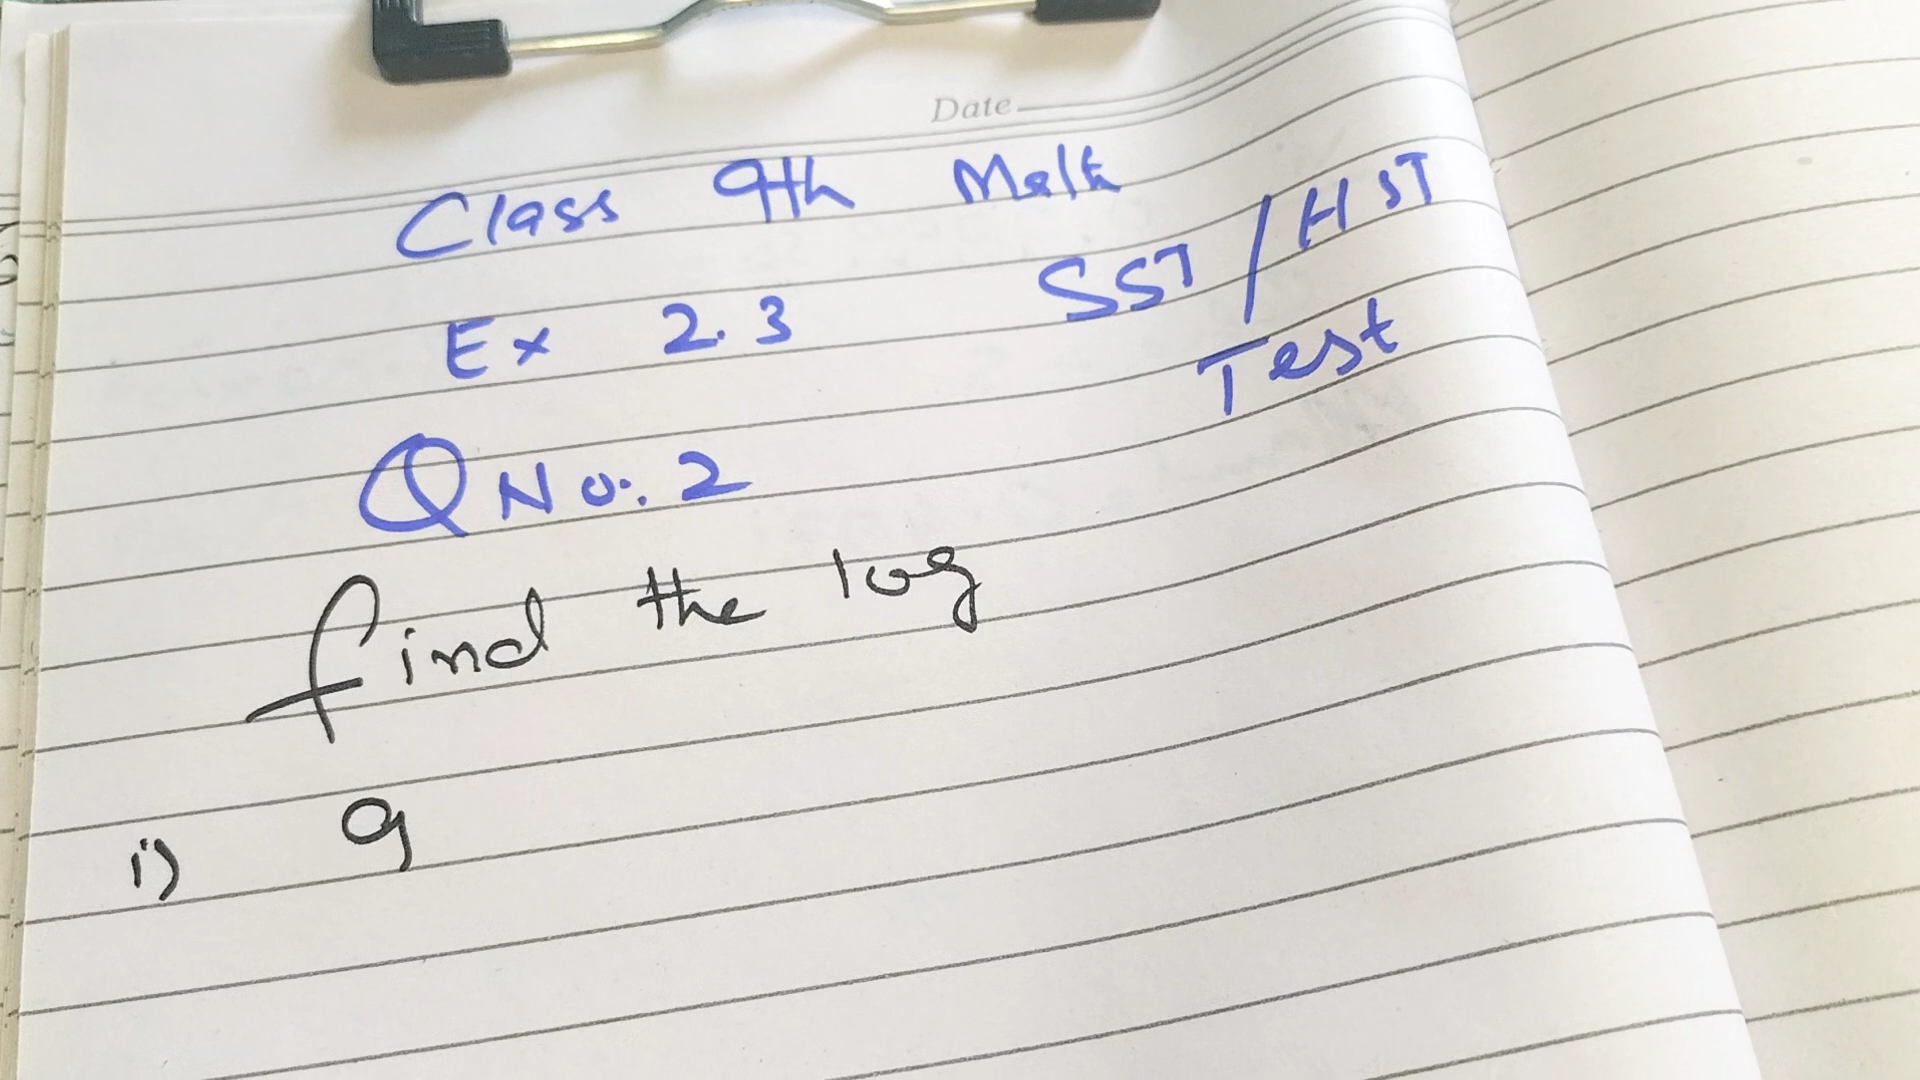 Date
Class 9th Math
SST / HST
Test
Ex 2.3
Q No. 2
find the log
i) 9